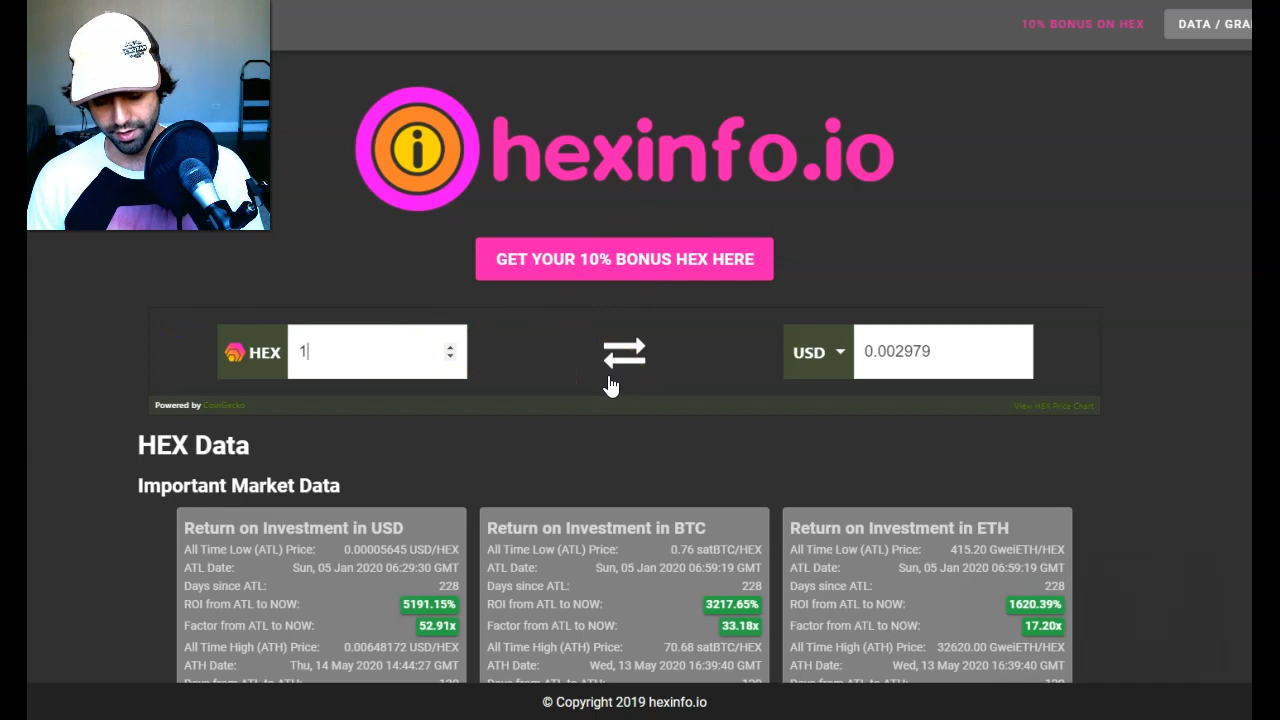 10% BONUS ON HEX
DATA / GRA
i hexinfo.io
GET YOUR 10% BONUS HEX HERE
HEX 1 USD 0.002979
Powered by CoinGecko View HEX Price Chart
HEX Data
Important Market Data
Return on Investment in USD
All Time Low (ATL) Price: 0.00005645 USD/HEX
ATL Date: Sun, 05 Jan 2020 06:29:30 GMT
Days since ATL: 228
ROI from ATL to NOW: 5191.15%
Factor from ATL to NOW: 52.91x
All Time High (ATH) Price: 0.00648172 USD/HEX
ATH Date: Thu, 14 May 2020 14:44:27 GMT
Return on Investment in BTC
All Time Low (ATL) Price: 0.76 satBTC/HEX
ATL Date: Sun, 05 Jan 2020 06:59:19 GMT
Days since ATL: 228
ROI from ATL to NOW: 3217.65%
Factor from ATL to NOW: 33.18x
All Time High (ATH) Price: 70.68 satBTC/HEX
ATH Date: Wed, 13 May 2020 16:39:40 GMT
Return on Investment in ETH
All Time Low (ATL) Price: 415.20 GweiETH/HEX
ATL Date: Sun, 05 Jan 2020 06:59:19 GMT
Days since ATL: 228
ROI from ATL to NOW: 1620.39%
Factor from ATL to NOW: 17.20x
All Time High (ATH) Price: 32620.00 GweiETH/HEX
ATH Date: Wed, 13 May 2020 16:39:40 GMT
© Copyright 2019 hexinfo.io